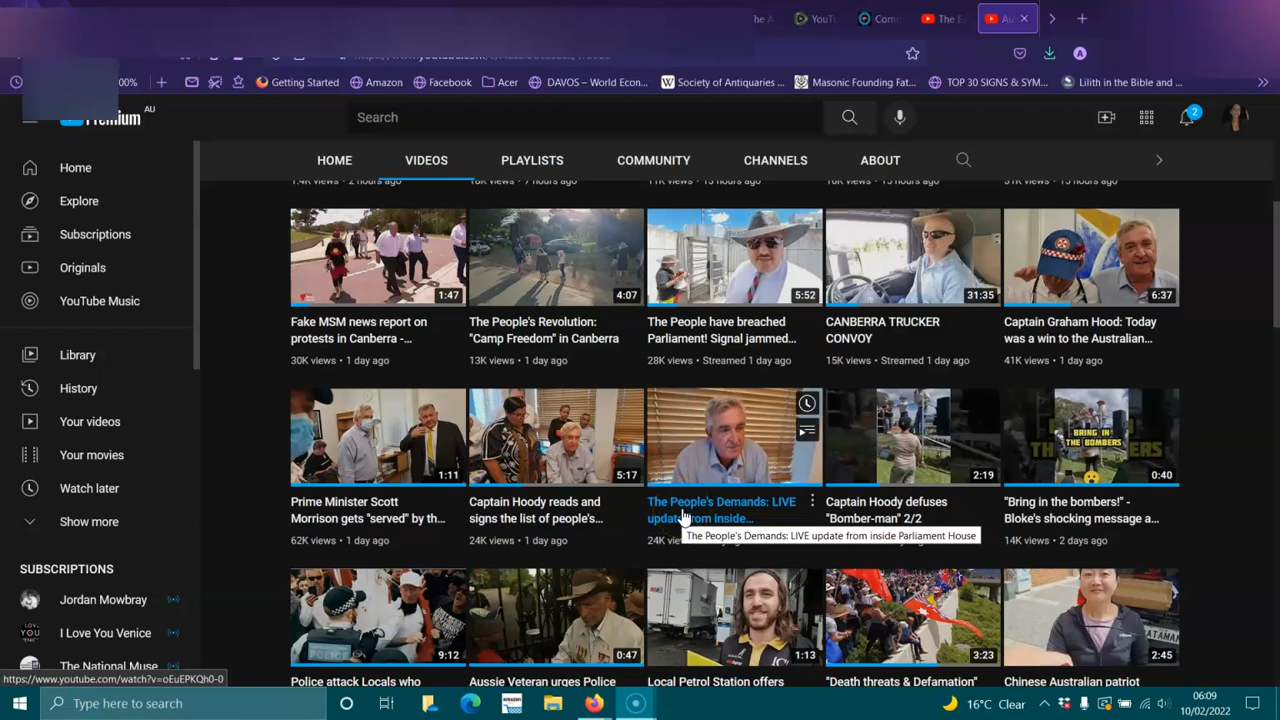 he A
YouT
Comm
The E
Au
00%
Getting Started
Amazon
Facebook
Acer
DAVOS – World Econ...
Society of Antiquaries ...
Masonic Founding Fat...
TOP 30 SIGNS & SYM...
Lilith in the Bible and ...
Premium
AU
Search
2
Home
Explore
Subscriptions
Originals
YouTube Music
Library
History
Your videos
Your movies
Watch later
Show more
SUBSCRIPTIONS
Jordan Mowbray
I Love You Venice
The National Muse
HOME
VIDEOS
PLAYLISTS
COMMUNITY
CHANNELS
ABOUT
1:47
4:07
5:52
31:35
6:37
Fake MSM news report on
protests in Canberra -...
30K views • 1 day ago
The People's Revolution:
"Camp Freedom" in Canberra
13K views • 1 day ago
The People have breached
Parliament! Signal jammed...
28K views • Streamed 1 day ago
CANBERRA TRUCKER
CONVOY
15K views • Streamed 1 day ago
Captain Graham Hood: Today
was a win to the Australian...
41K views • 1 day ago
1:11
5:17
2:19
BRING IN
THE BOMBERS
0:40
Prime Minister Scott
Morrison gets "served" by th...
62K views • 1 day ago
Captain Hoody reads and
signs the list of people's...
24K views • 1 day ago
The People's Demands: LIVE
update from inside...
24K
The People's Demands: LIVE update from inside Parliament House
Captain Hoody defuses
"Bomber-man" 2/2
"Bring in the bombers!" -
Bloke's shocking message a...
14K views • 2 days ago
POLICE
9:12
0:47
1:13
3:23
2:45
Police attack Locals who
Aussie Veteran urges Police
Local Petrol Station offers
"Death threats & Defamation"
Chinese Australian patriot
https://www.youtube.com/watch?v=oEuEPKQh0-0
Type here to search
amazon
16°C Clear
06:09
10/02/2022